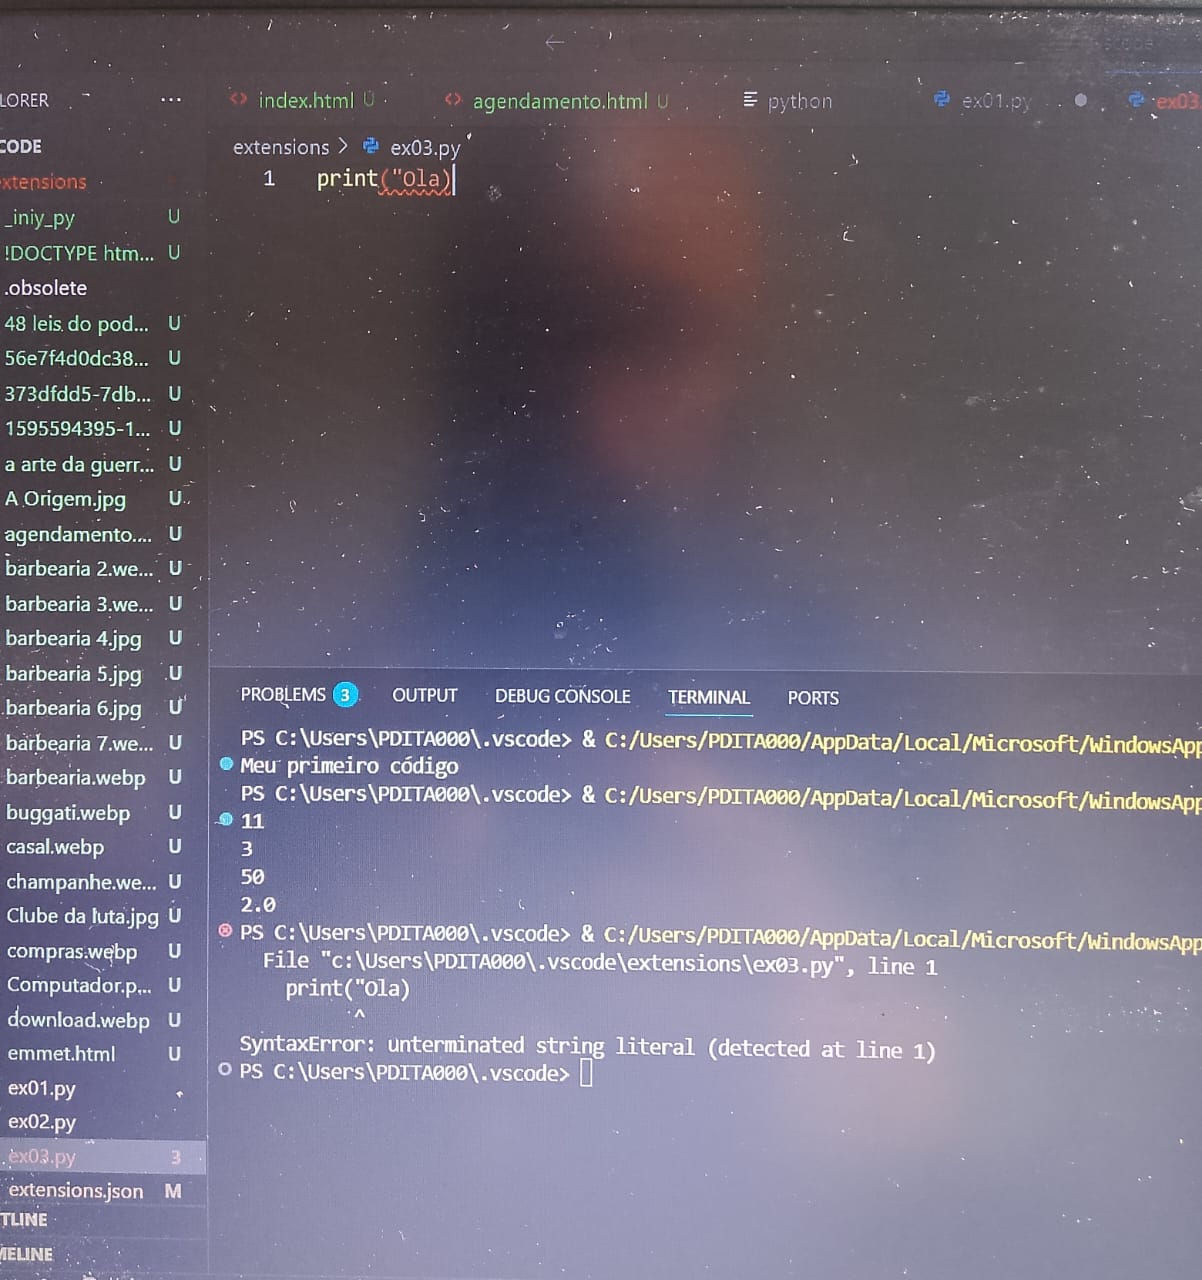 LORER ...
index.html U
agendamento.html U
python
ex01.py
ex03
CODE
extensions > ex03.py
xtensions
1 print("Ola)
_iniy_py U
!DOCTYPE htm... U
.obsolete
48 leis do pod... U
56e7f4d0dc38... U
373dfdd5-7db... U
1595594395-1... U
a arte da guerr... U
A Origem.jpg U
agendamento.... U
barbearia 2.we... U
barbearia 3.we... U
barbearia 4.jpg U
barbearia 5.jpg U
barbearia 6.jpg U
barbearia 7.we... U
barbearia.webp U
buggati.webp U
casal.webp U
champanhe.we... U
Clube da luta.jpg U
compras.webp U
Computador.p... U
download.webp U
emmet.html U
ex01.py
ex02.py
ex03.py 3
extensions.json M
TLINE
MELINE
PROBLEMS 3 OUTPUT DEBUG CONSOLE TERMINAL PORTS
PS C:\Users\PDITA000\.vscode> & C:/Users/PDITA000/AppData/Local/Microsoft/WindowsApp
Meu primeiro código
PS C:\Users\PDITA000\.vscode> & C:/Users/PDITA000/AppData/Local/Microsoft/WindowsApp
11
3
50
2.0
PS C:\Users\PDITA000\.vscode> & C:/Users/PDITA000/AppData/Local/Microsoft/WindowsApp
File "c:\Users\PDITA000\.vscode\extensions\ex03.py", line 1
print("Ola)
^
SyntaxError: unterminated string literal (detected at line 1)
PS C:\Users\PDITA000\.vscode>